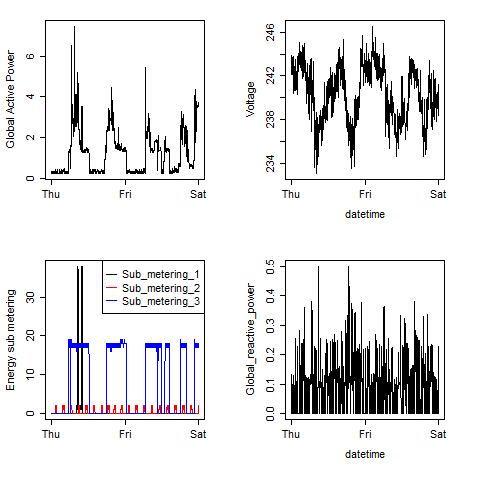 Global Active Power
0
2
4
6
Thu
Fri
Sat
Voltage
234
238
242
246
Thu
Fri
Sat
datetime
Energy sub metering
0
10
20
30
Thu
Fri
Sat
Sub_metering_1
Sub_metering_2
Sub_metering_3
Global_reactive_power
0.0
0.1
0.2
0.3
0.4
0.5
Thu
Fri
Sat
datetime